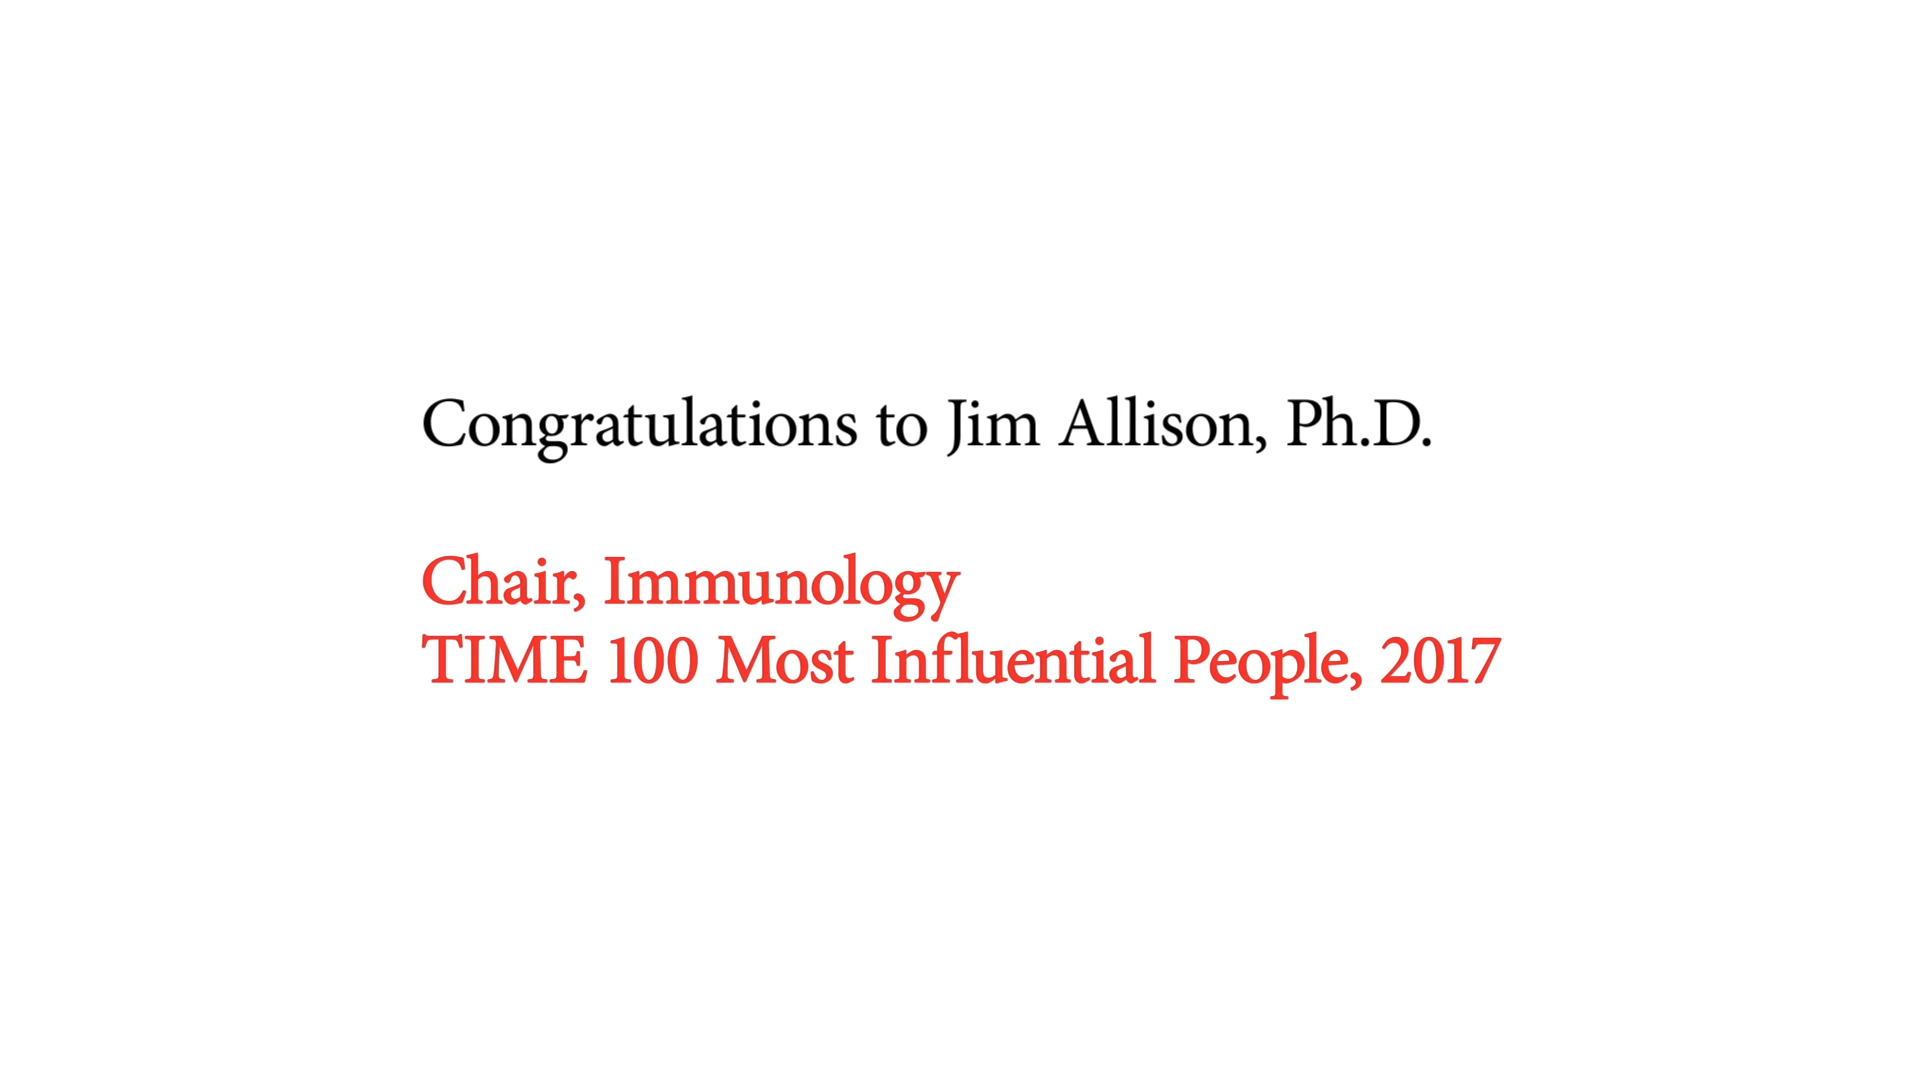 Congratulations to Jim Allison, Ph.D.
Chair, Immunology
TIME 100 Most Influential People, 2017